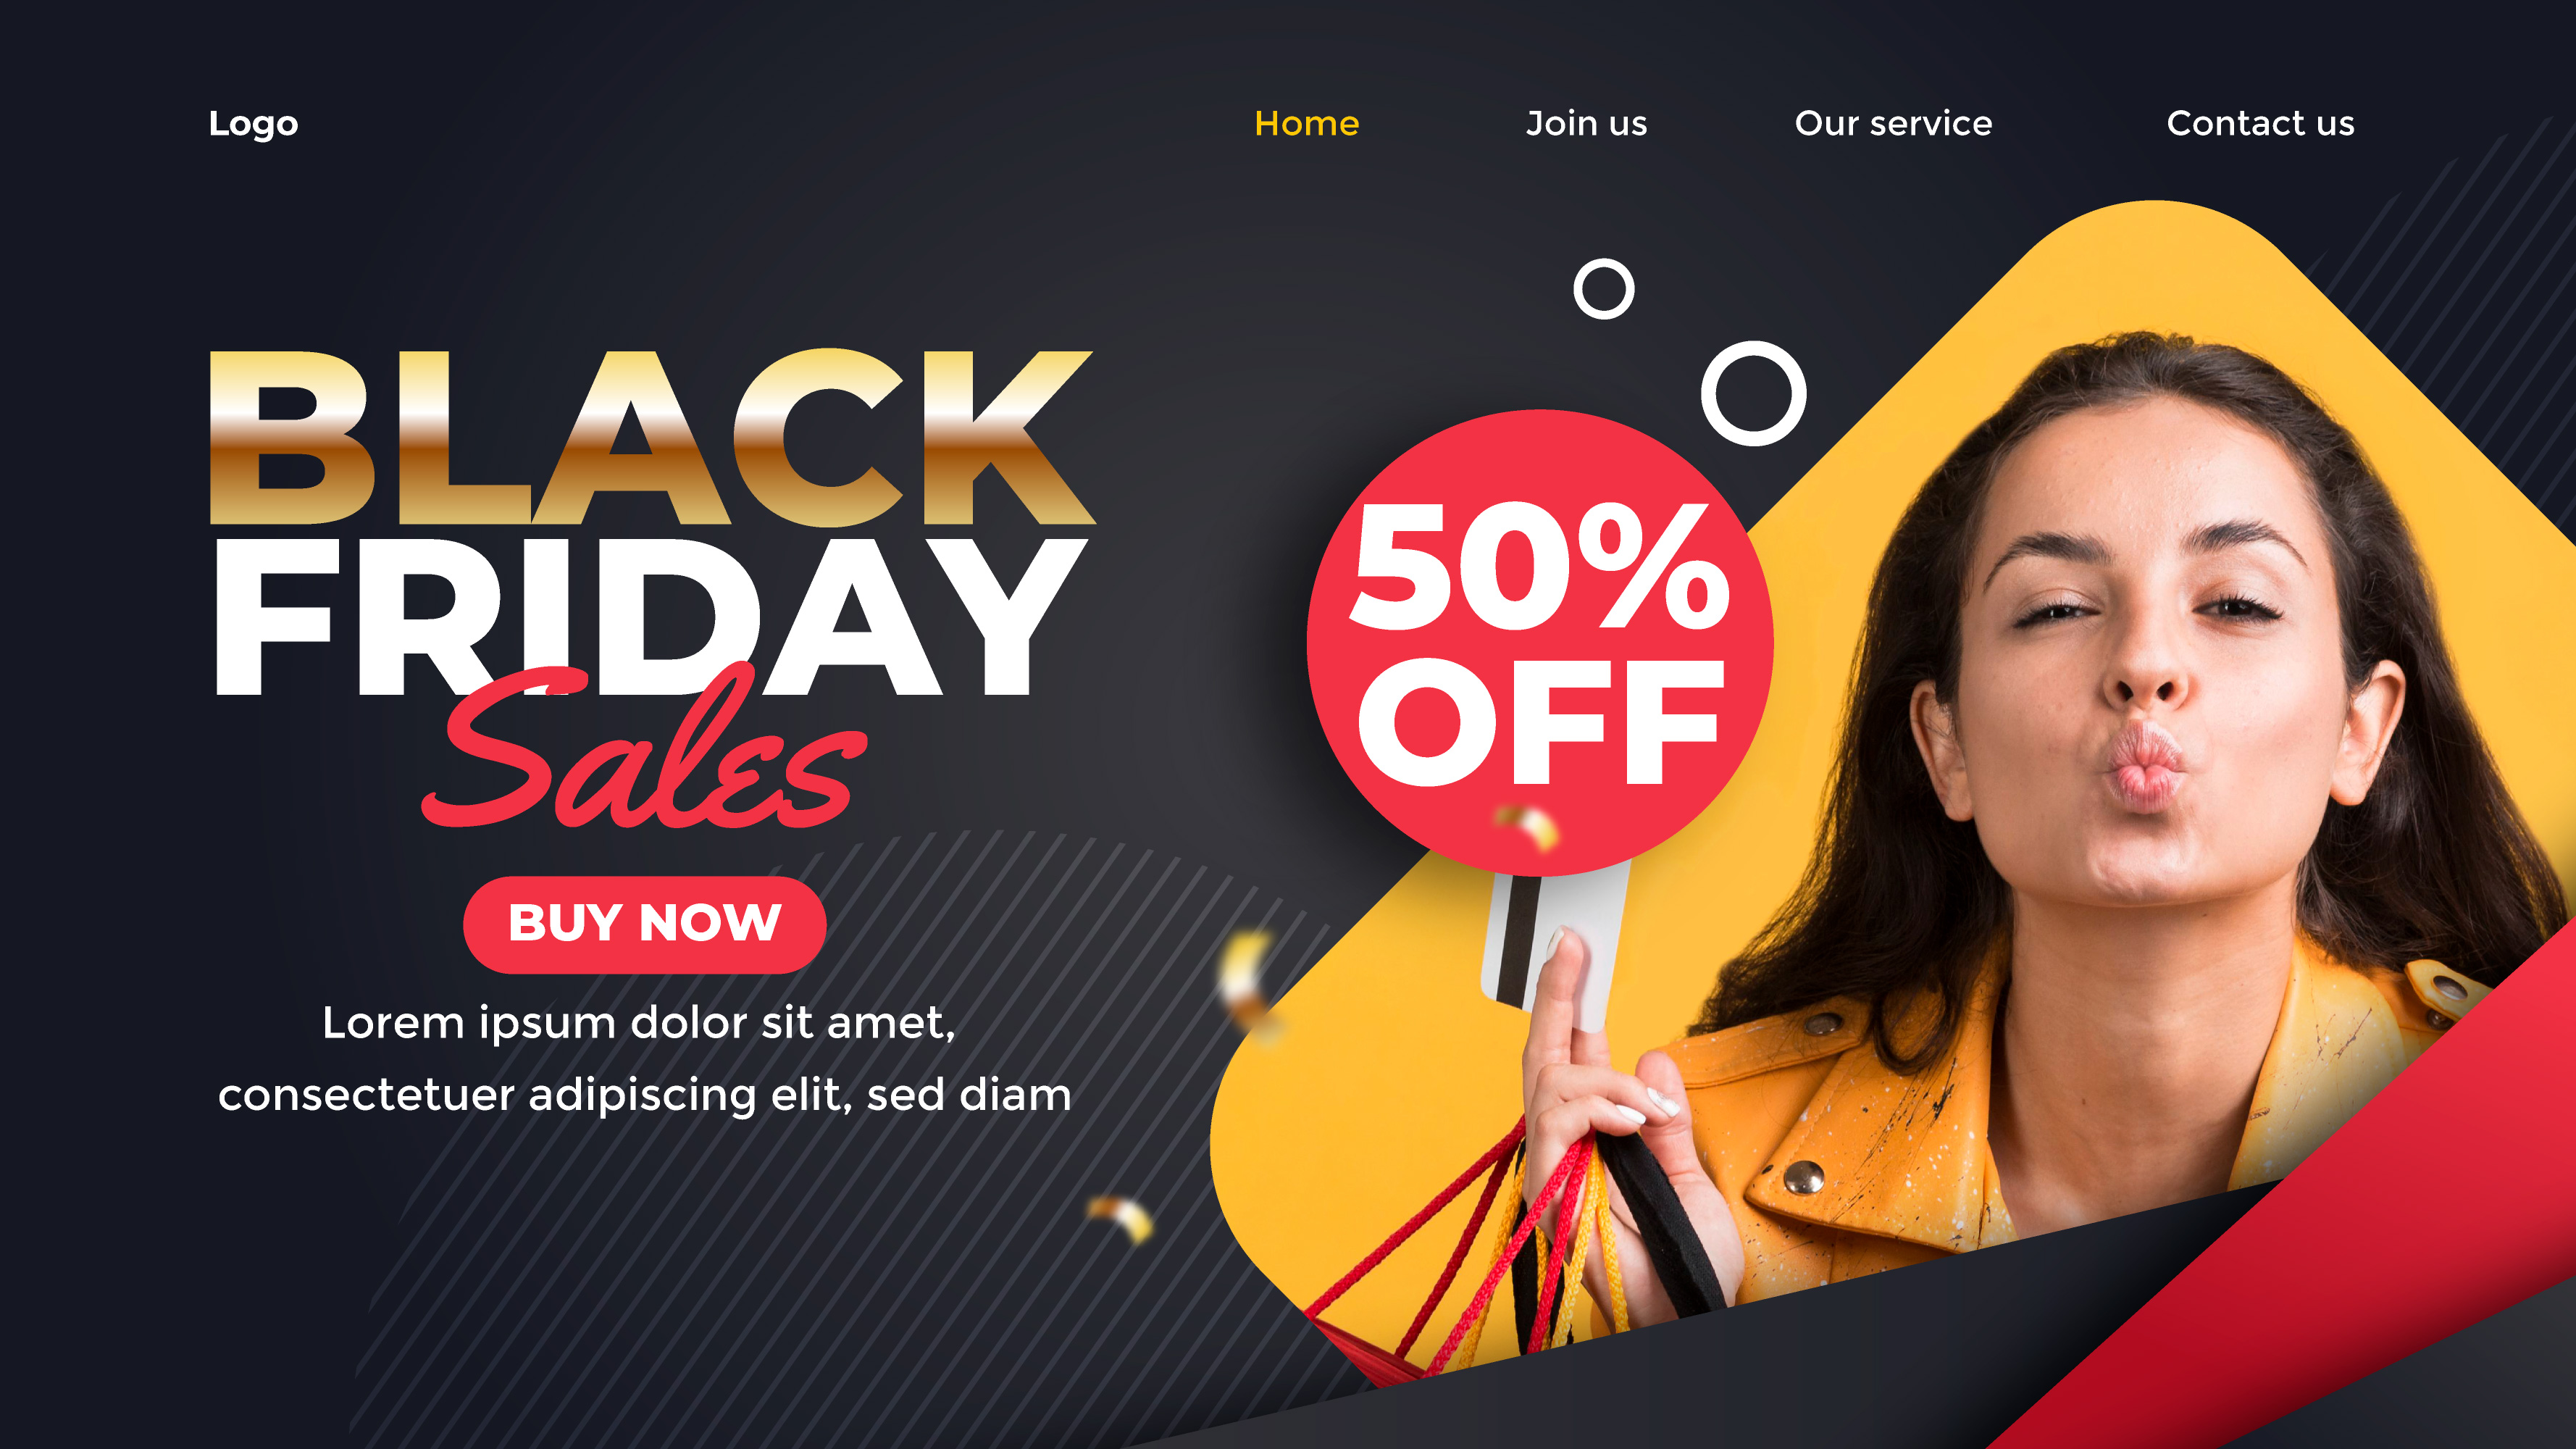 Logo
Home
Join us
Our service
Contact us
BLACK
FRIDAY
Sales
50%
OFF
BUY NOW
Lorem ipsum dolor sit amet,
consectetuer adipiscing elit, sed diam